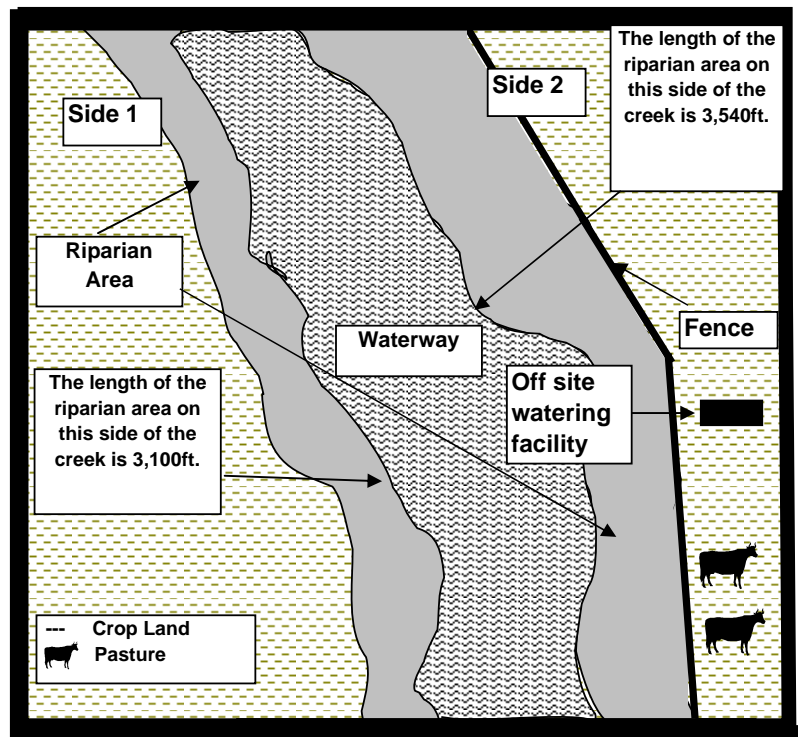 The length of the
riparian area on
this side of the
creek is 3,540ft.
Side 2
Side 1
Riparian
Area
Fence
Waterway
The length of the
riparian area on
this side of the
creek is 3,100ft.
Off site
watering
facility
--- Crop Land
Pasture